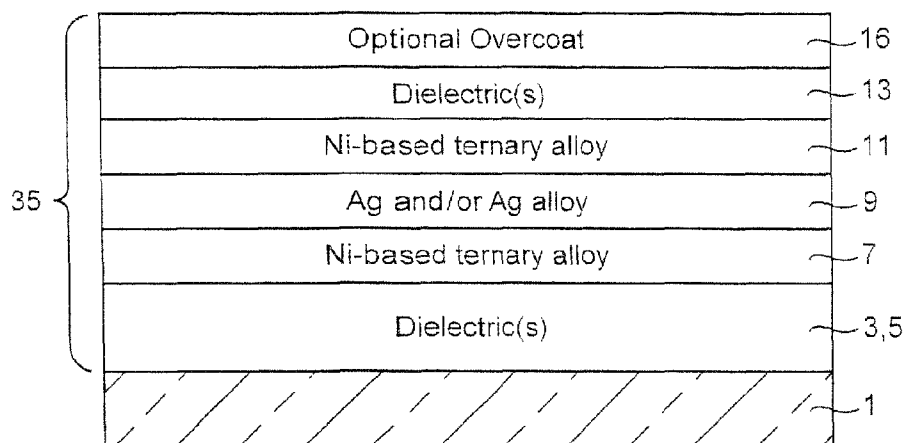 Optional Overcoat 16
Dielectric(s) 13
Ni-based ternary alloy 11
35 Ag and/or Ag alloy 9
Ni-based ternary alloy 7
Dielectric(s) 3,5
1